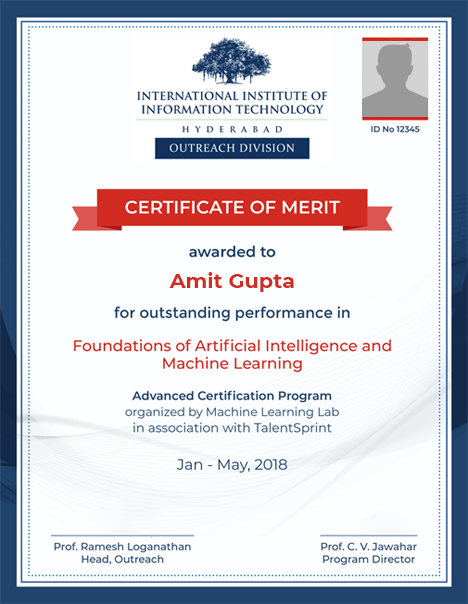 INTERNATIONAL INSTITUTE OF
INFORMATION TECHNOLOGY
HYDERABAD
OUTREACH DIVISION
ID No 12345
CERTIFICATE OF MERIT
awarded to
Amit Gupta
for outstanding performance in
Foundations of Artificial Intelligence and
Machine Learning
Advanced Certification Program
organized by Machine Learning Lab
in association with TalentSprint
Jan - May, 2018
Prof. Ramesh Loganathan
Head, Outreach
Prof. C. V. Jawahar
Program Director